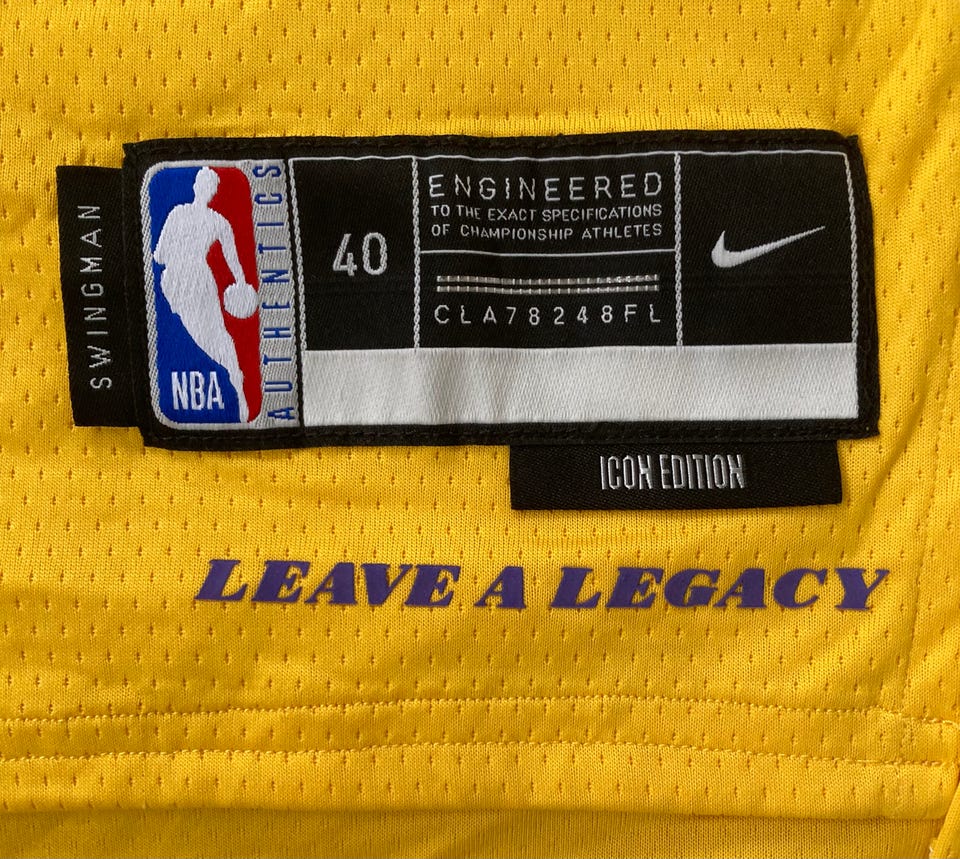 SWINGMAN
NBA
AUTHENTICS
40
ENGINEERED
TO THE EXACT SPECIFICATIONS
OF CHAMPIONSHIP ATHLETES
CLA78248FL
ICON EDITION
LEAVE A LEGACY